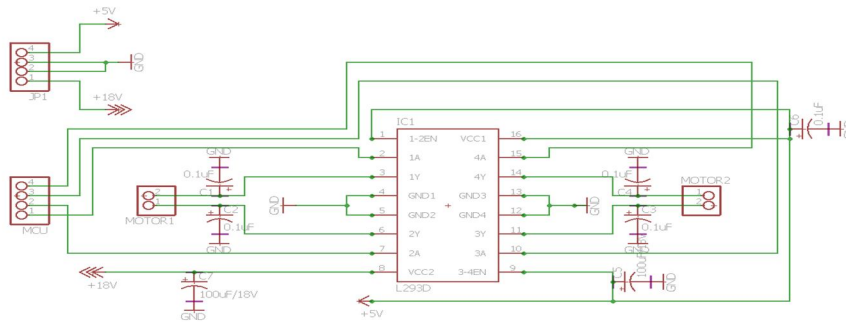 +5V
4
3
2
1
GND
JP1
+18V
C6
0.1uF
IC1
1 1-2EN VCC1 16
2 1A 4A 15
3 1Y 4Y 14
4 GND1 GND3 13
5 GND2 GND4 12
6 2Y 3Y 11
7 2A 3A 10
8 VCC2 3-4EN 9
L293D
4
3
2
1
MCU
GND
0.1uF
C1
2
1
MOTOR1
C2
0.1uF
GND
GND
GND
0.1uF
C4
MOTOR2
1
2
GND
C3
0.1uF
GND
C5
GND
+18V
C7
100uF/18V
GND
+5V